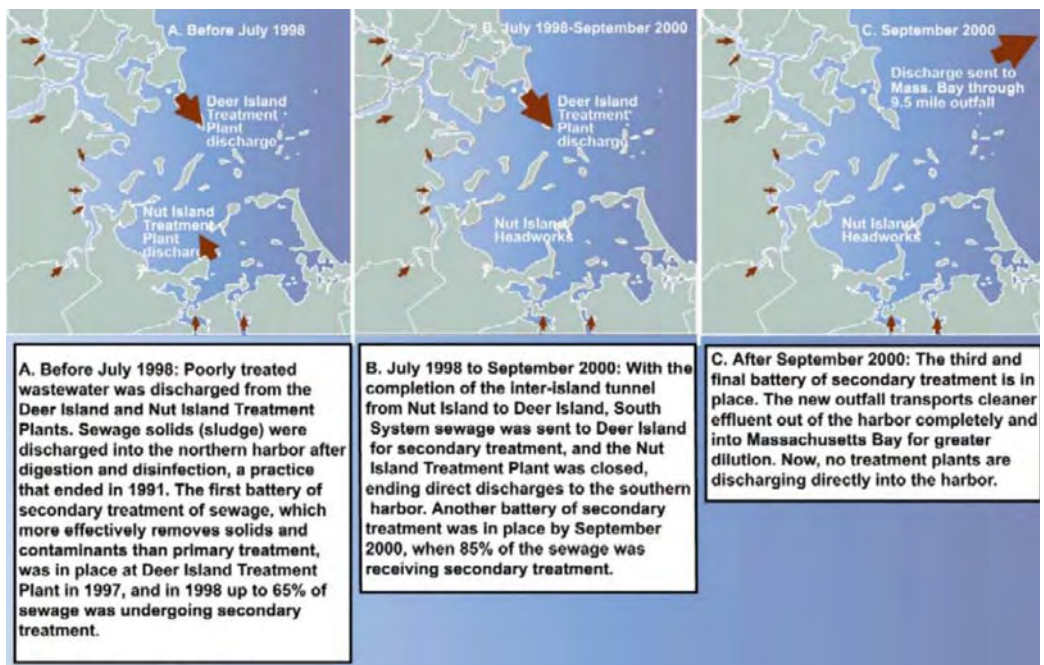 A. Before July 1998
Deer Island
Treatment
Plant
discharge
Nut Island
Treatment
Plant
discharg
B. July 1998-September 2000
Deer Island
Treatment
Plant
discharge
Nut Island
Headworks
C. September 2000
Discharge sent to
Mass. Bay through
9.5 mile outfall
Nut Island
Headworks
A. Before July 1998: Poorly treated
wastewater was discharged from the
Deer Island and Nut Island Treatment
Plants. Sewage solids (sludge) were
discharged into the northern harbor after
digestion and disinfection, a practice
that ended in 1991. The first battery of
secondary treatment of sewage, which
more effectively removes solids and
contaminants than primary treatment,
was in place at Deer Island Treatment
Plant in 1997, and in 1998 up to 65% of
sewage was undergoing secondary
treatment.
B. July 1998 to September 2000: With the
completion of the inter-island tunnel
from Nut Island to Deer Island, South
System sewage was sent to Deer Island
for secondary treatment, and the Nut
Island Treatment Plant was closed,
ending direct discharges to the southern
harbor. Another battery of secondary
treatment was in place by September
2000, when 85% of the sewage was
receiving secondary treatment.
C. After September 2000: The third and
final battery of secondary treatment is in
place. The new outfall transports cleaner
effluent out of the harbor completely and
into Massachusetts Bay for greater
dilution. Now, no treatment plants are
discharging directly into the harbor.